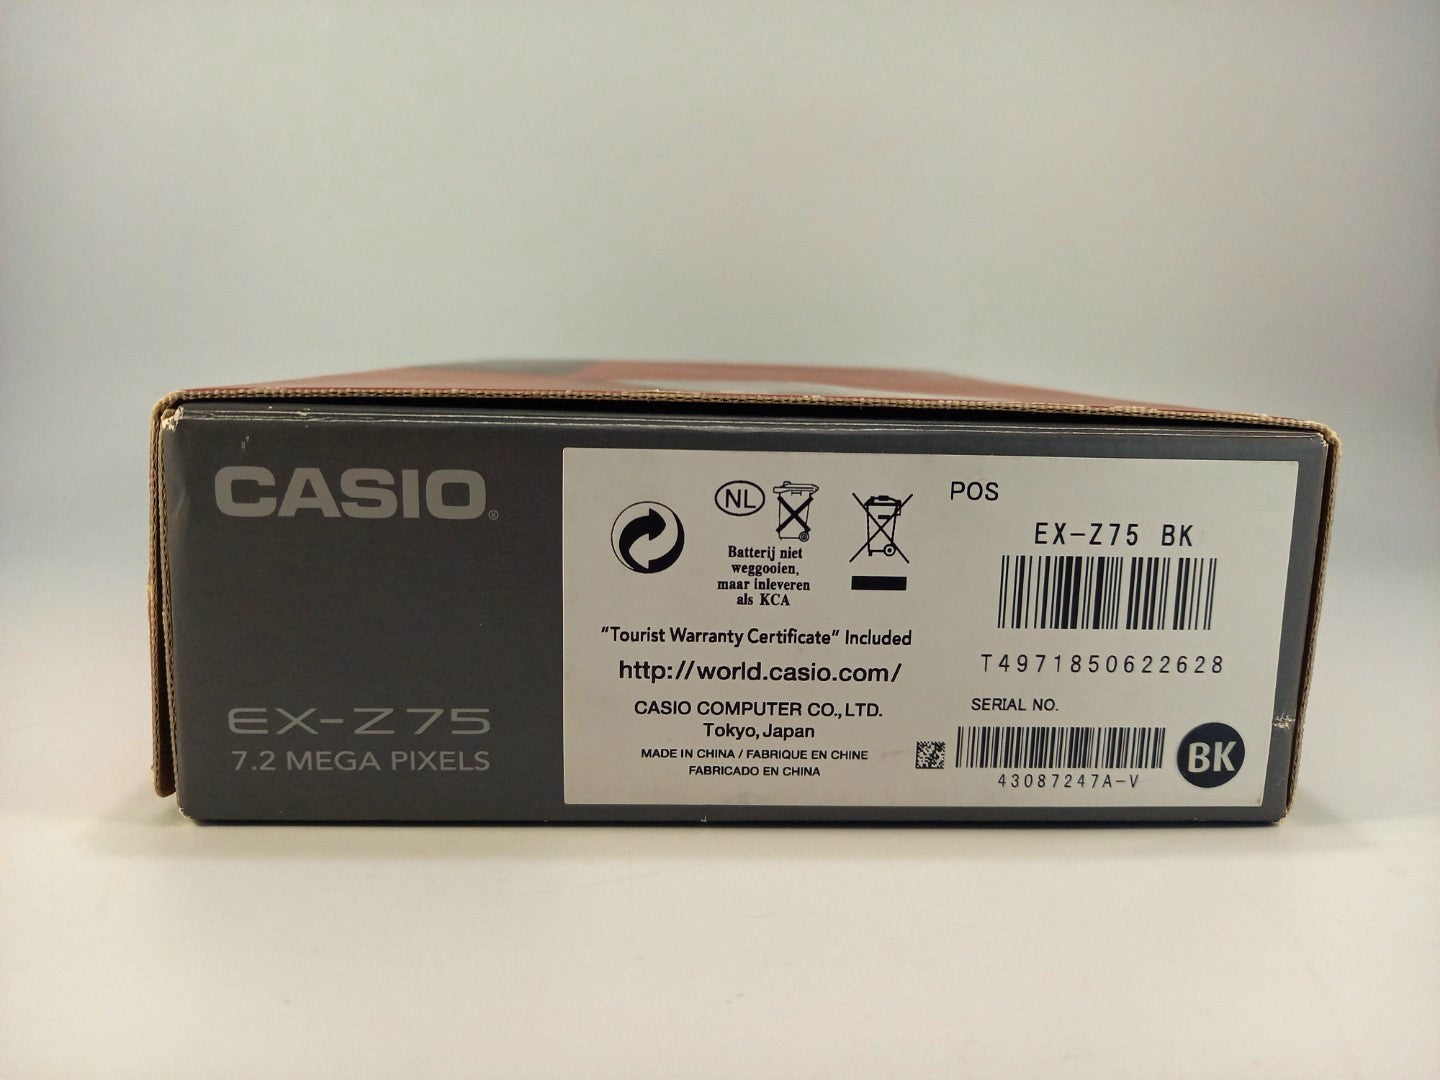 CASIO®
EX-Z75
7.2 MEGA PIXELS
NL
Batterij niet
weggooien,
maar inleveren
als KCA
"Tourist Warranty Certificate" Included
http://world.casio.com/
CASIO COMPUTER CO.,LTD.
Tokyo, Japan
MADE IN CHINA / FABRIQUE EN CHINE
FABRICADO EN CHINA
POS
EX-Z75 BK
T4971850622628
SERIAL NO.
43087247A-V
BK